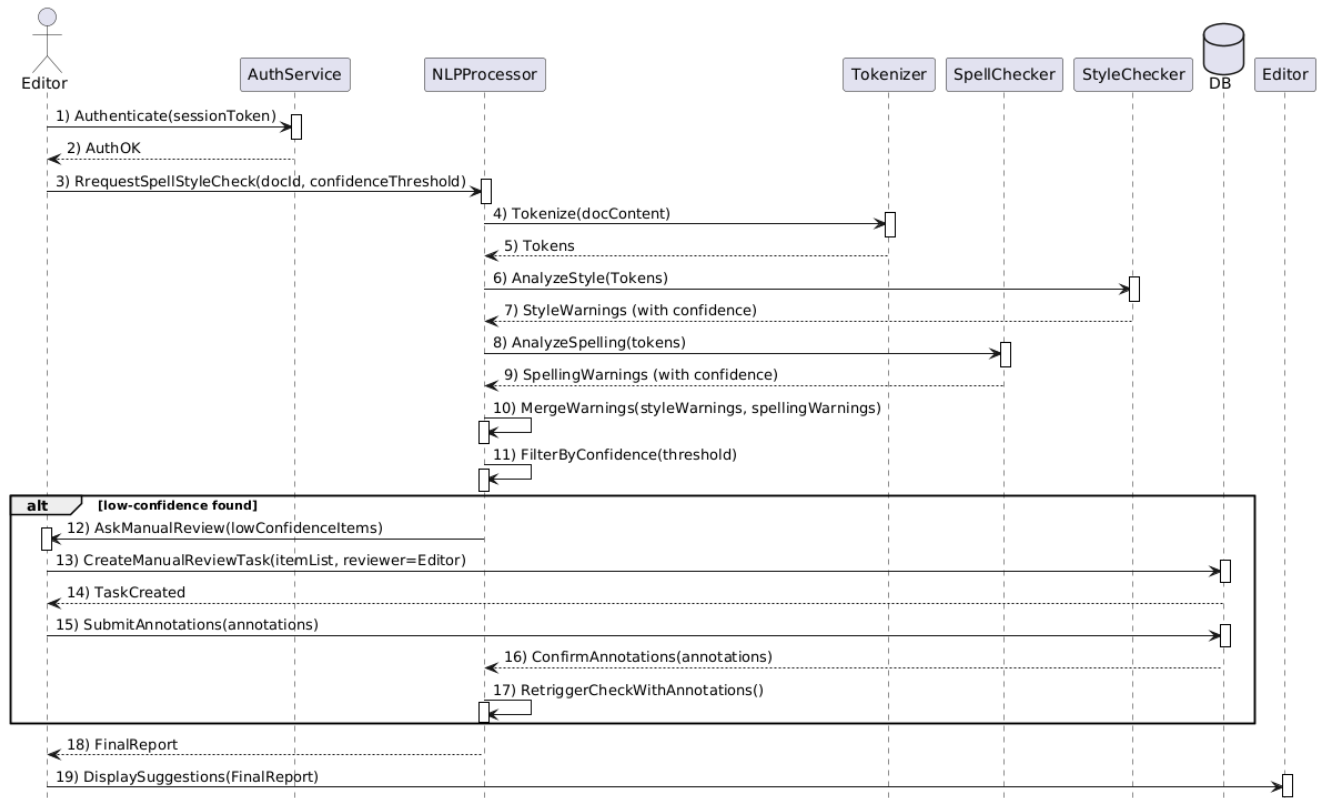 Editor
AuthService
NLPProcessor
Tokenizer
SpellChecker
StyleChecker
DB
Editor
1) Authenticate(sessionToken)
2) AuthOK
3) RrequestSpellStyleCheck(docId, confidenceThreshold)
4) Tokenize(docContent)
5) Tokens
6) AnalyzeStyle(Tokens)
7) StyleWarnings (with confidence)
8) AnalyzeSpelling(tokens)
9) SpellingWarnings (with confidence)
10) MergeWarnings(styleWarnings, spellingWarnings)
11) FilterByConfidence(threshold)
alt [low-confidence found]
12) AskManualReview(lowConfidenceItems)
13) CreateManualReviewTask(itemList, reviewer=Editor)
14) TaskCreated
15) SubmitAnnotations(annotations)
16) ConfirmAnnotations(annotations)
17) RetriggerCheckWithAnnotations()
18) FinalReport
19) DisplaySuggestions(FinalReport)